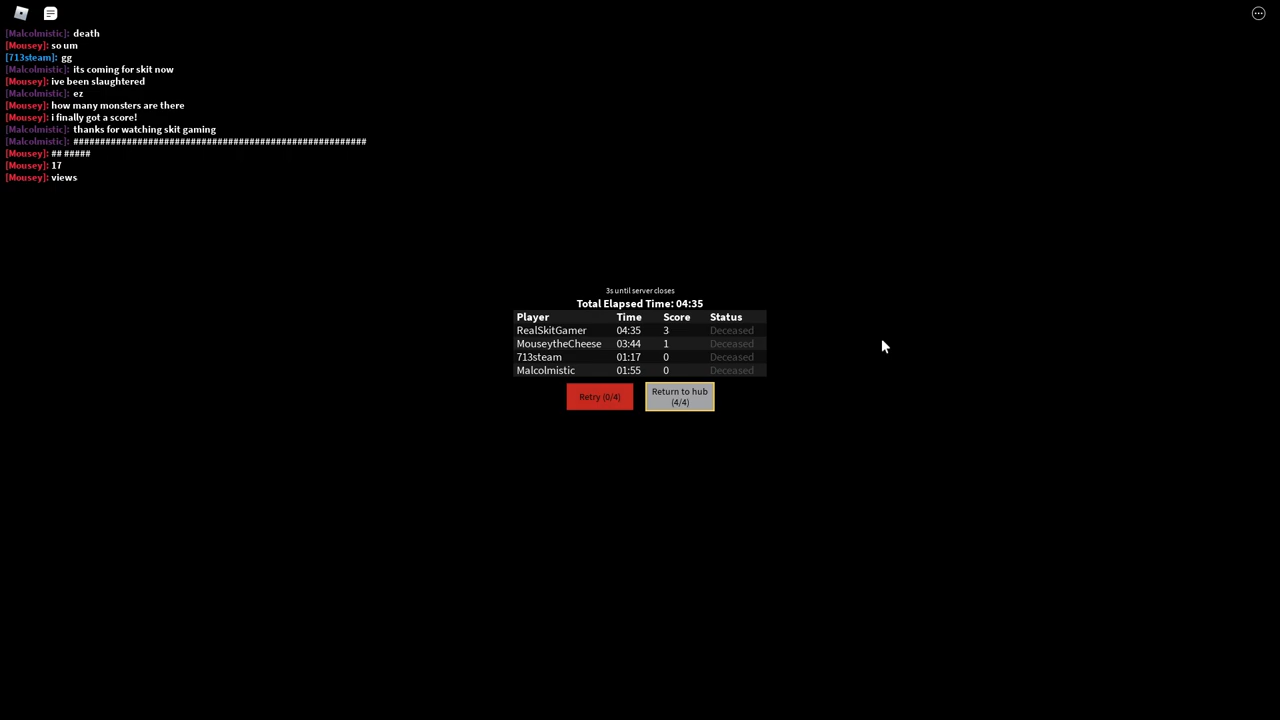 [Malcolmistic]: death
[Mousey]: so um
[713steam]: gg
[Malcolmistic]: its coming for skit now
[Mousey]: ive been slaughtered
[Malcolmistic]: ez
[Mousey]: how many monsters are there
[Mousey]: i finally got a score!
[Malcolmistic]: thanks for watching skit gaming
[Malcolmistic]: #######################################################
[Mousey]: ## #####
[Mousey]: 17
[Mousey]: views
3s until server closes
Total Elapsed Time: 04:35
Player Time Score Status
RealSkitGamer 04:35 3 Deceased
MouseytheCheese 03:44 1 Deceased
713steam 01:17 0 Deceased
Malcolmistic 01:55 0 Deceased
Retry (0/4)
Return to hub
(4/4)